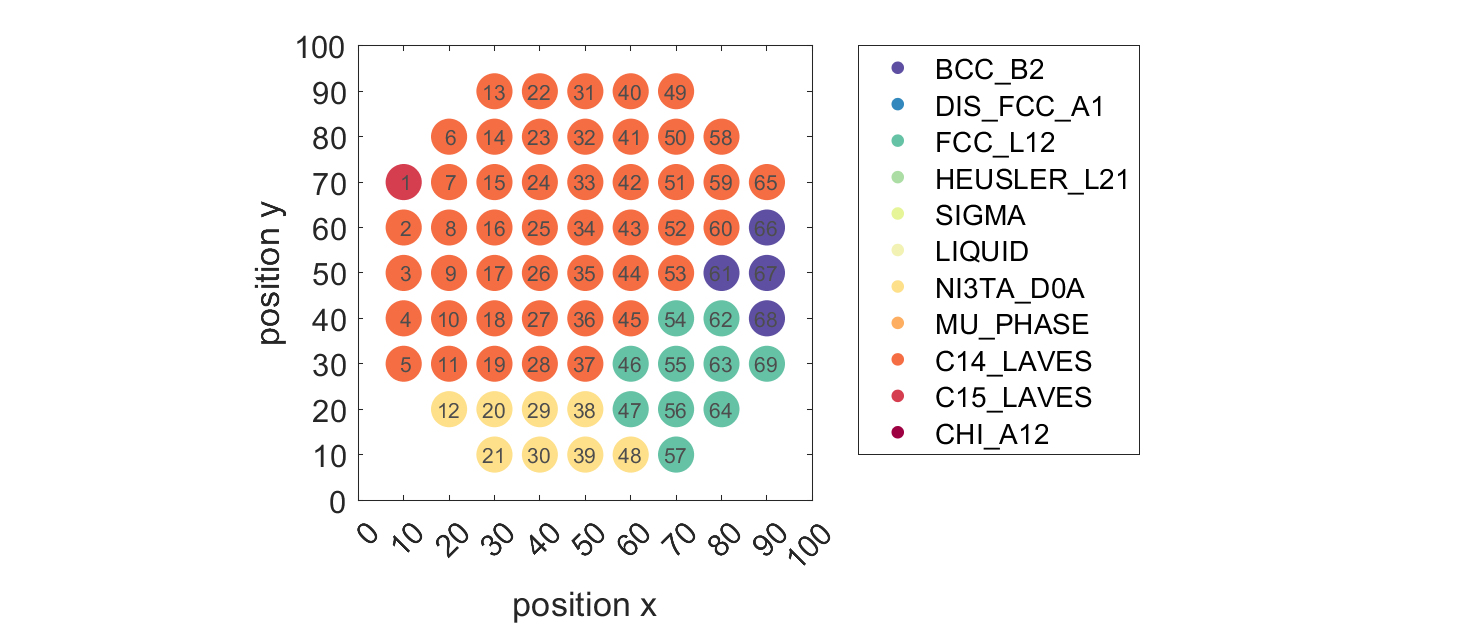 100
90
80
70
60
50
40
30
20
10
0
position y
13 22 31 40 49
6 14 23 32 41 50 58
1 7 15 24 33 42 51 59 65
2 8 16 25 34 43 52 60 66
3 9 17 26 35 44 53 61 67
4 10 18 27 36 45 54 62 68
5 11 19 28 37 46 55 63 69
12 20 29 38 47 56 64
21 30 39 48 57
0 10 20 30 40 50 60 70 80 90 100
position x
BCC_B2
DIS_FCC_A1
FCC_L12
HEUSLER_L21
SIGMA
LIQUID
NI3TA_D0A
MU_PHASE
C14_LAVES
C15_LAVES
CHI_A12